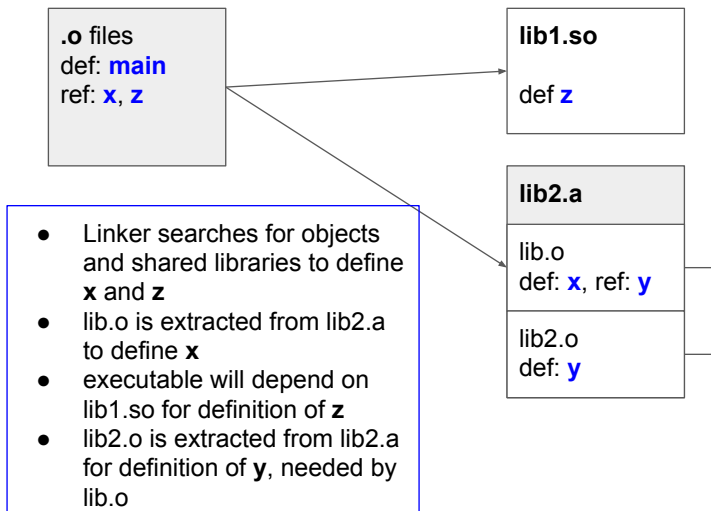 .o files
def: main
ref: x, z
lib1.so
def z
lib2.a
lib.o
def: x, ref: y
lib2.o
def: y
● Linker searches for objects
and shared libraries to define
x and z
● lib.o is extracted from lib2.a
to define x
● executable will depend on
lib1.so for definition of z
● lib2.o is extracted from lib2.a
for definition of y, needed by
lib.o